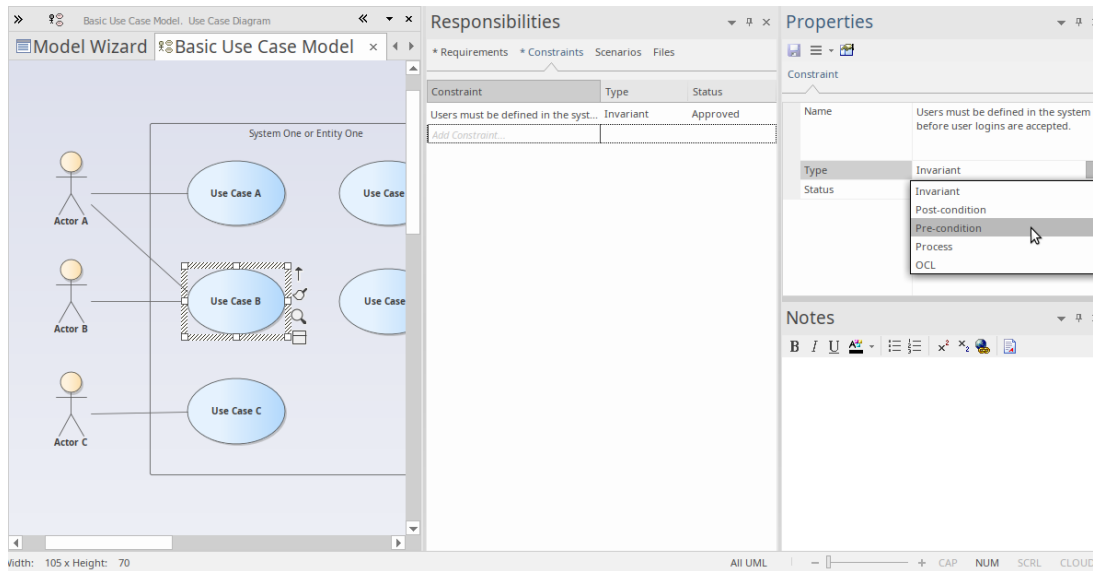 Basic Use Case Model. Use Case Diagram
Model Wizard
Basic Use Case Model
System One or Entity One
Use Case A
Use Case
Actor A
Use Case B
Use Case
Actor B
Use Case C
Actor C
Responsibilities
* Requirements * Constraints Scenarios Files
Constraint Type Status
Users must be defined in the syst... Invariant Approved
Add Constraint...
Properties
Constraint
Name Users must be defined in the system
before user logins are accepted.
Type Invariant
Status
Invariant
Post-condition
Pre-condition
Process
OCL
Notes
B I U A x² x₂
Width: 105 x Height: 70
All UML
CAP NUM SCRL CLOUD